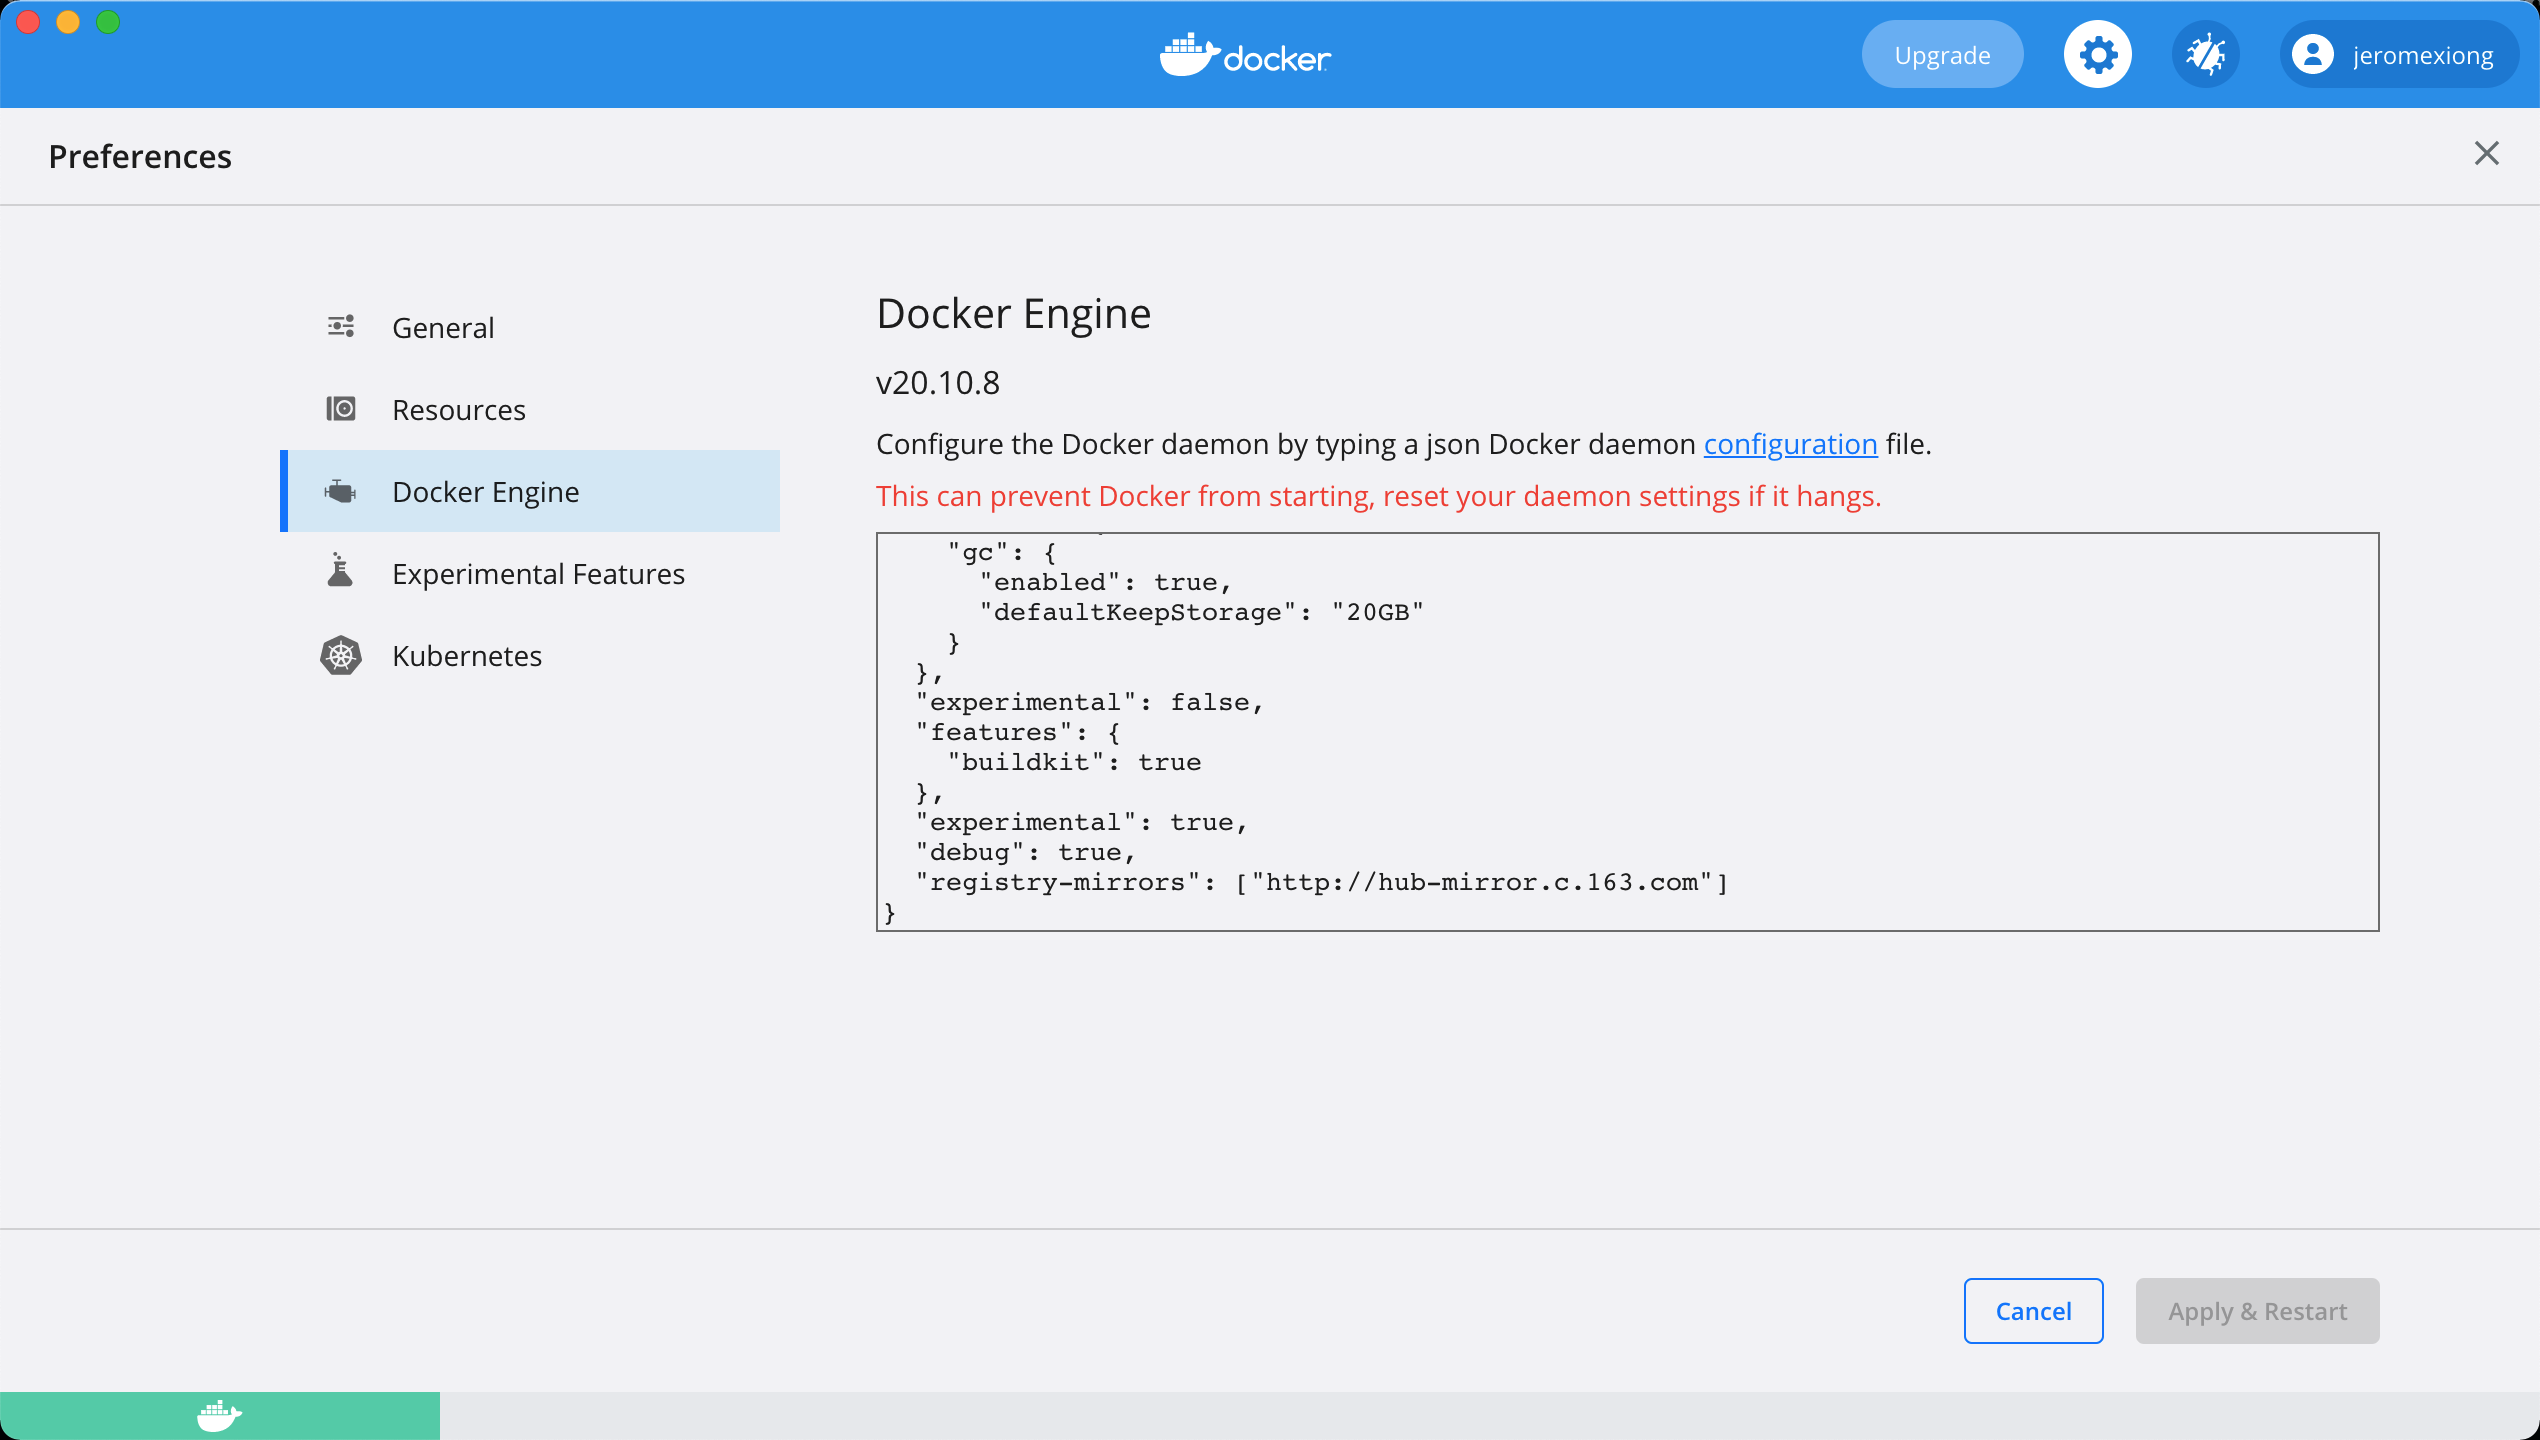 docker
Upgrade
jeromexiong
Preferences
General
Resources
Docker Engine
Experimental Features
Kubernetes
Docker Engine
v20.10.8
Configure the Docker daemon by typing a json Docker daemon configuration file.
This can prevent Docker from starting, reset your daemon settings if it hangs.
"gc": {
"enabled": true,
"defaultKeepStorage": "20GB"
}
},
"experimental": false,
"features": {
"buildkit": true
},
"experimental": true,
"debug": true,
"registry-mirrors": ["http://hub-mirror.c.163.com"]
}
Cancel
Apply & Restart